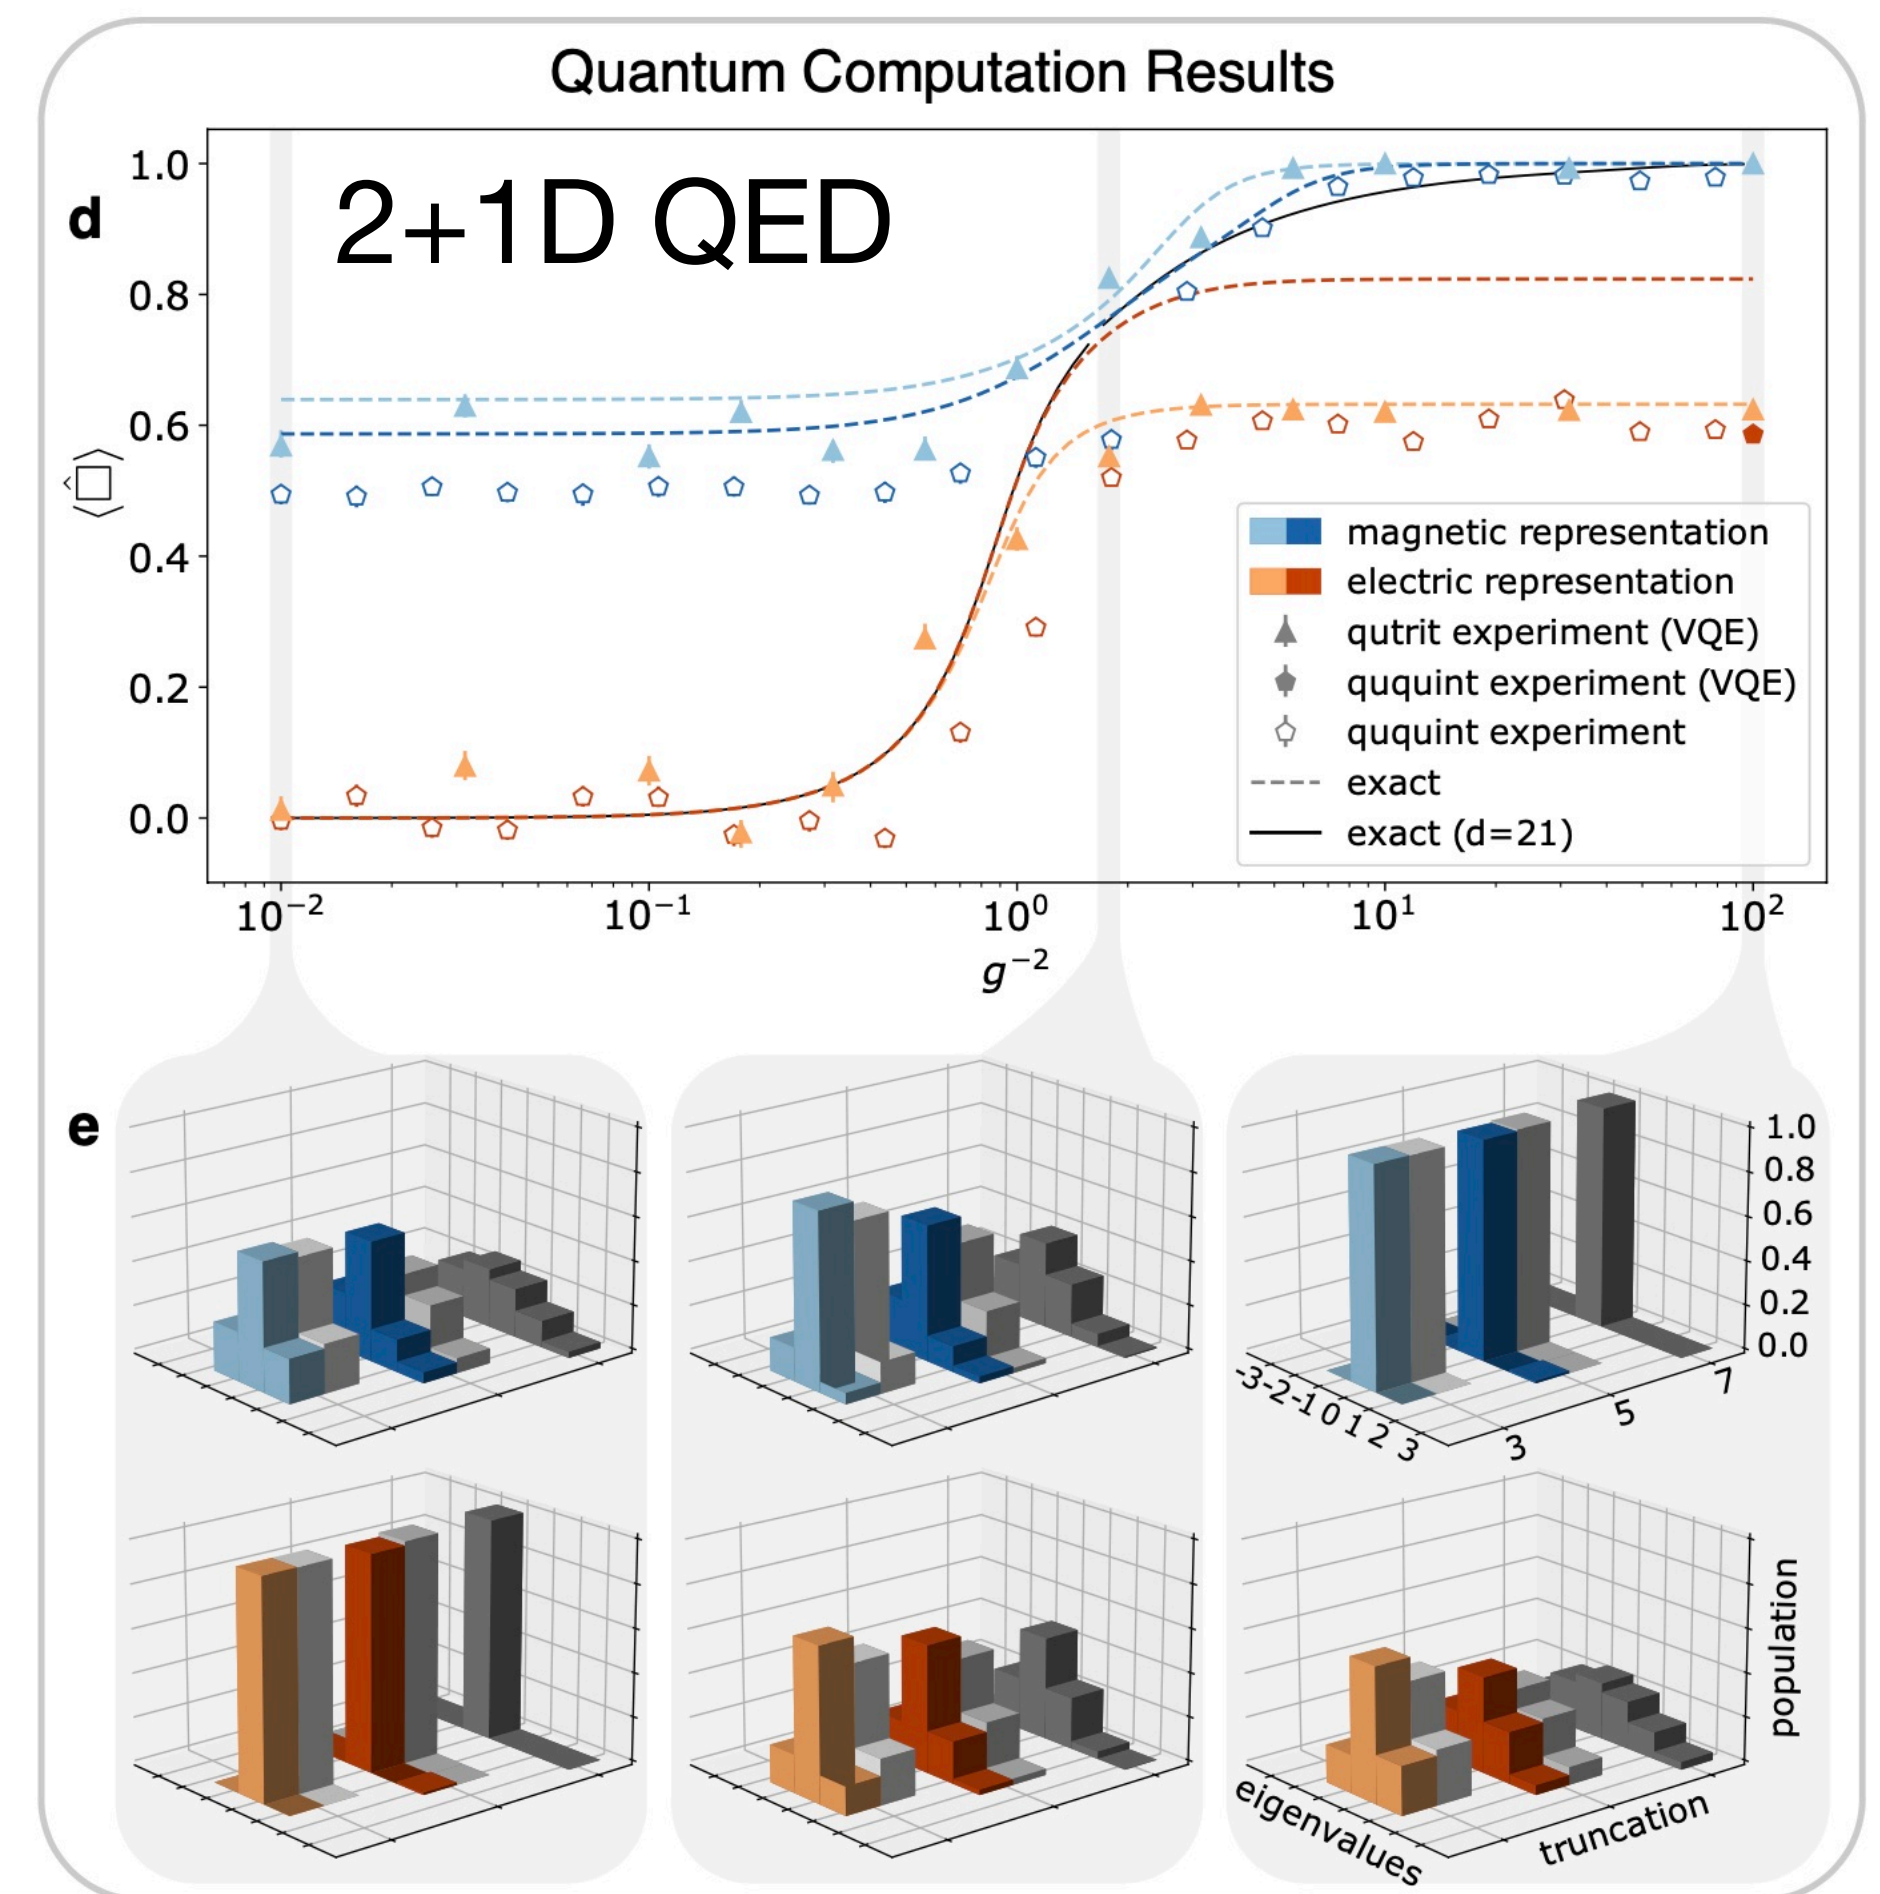 Quantum Computation Results
d
2+1D QED
⟨□̂⟩
1.0
0.8
0.6
0.4
0.2
0.0
magnetic representation
electric representation
qutrit experiment (VQE)
ququint experiment (VQE)
ququint experiment
exact
exact (d=21)
10⁻²
10⁻¹
10⁰
10¹
10²
g⁻²
e
1.0
0.8
0.6
0.4
0.2
0.0
-3
-2
-1
0
1
2
3
3
5
7
population
eigenvalues
truncation